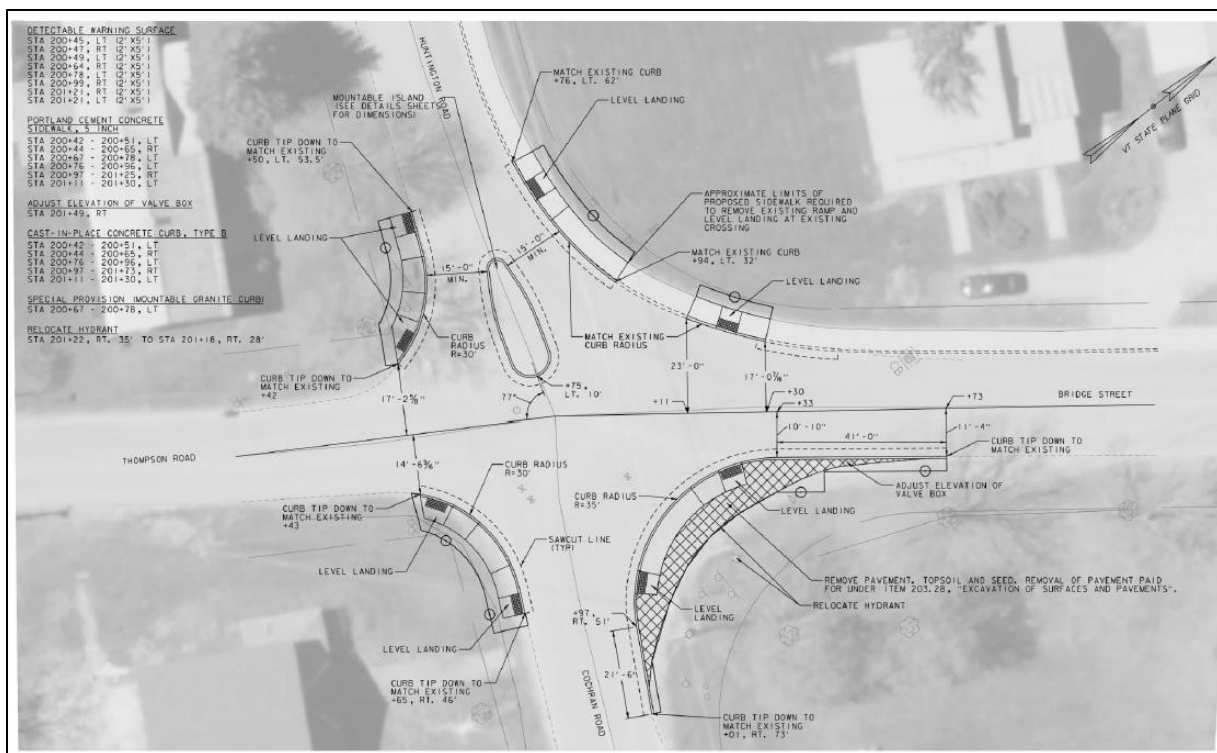 DETECTABLE WARNING SURFACE
STA 200+45, LT (2'X5')
STA 200+47, RT (2'X5')
STA 200+49, LT (2'X5')
STA 200+64, RT (2'X5')
STA 200+78, LT (2'X5')
STA 200+99, RT (2'X5')
STA 201+21, RT (2'X5')
STA 201+21, LT (2'X5')
PORTLAND CEMENT CONCRETE
SIDEWALK, 5 INCH
STA 200+42 - 200+51, LT
STA 200+44 - 200+65, RT
STA 200+67 - 200+78, LT
STA 200+76 - 200+96, LT
STA 200+97 - 201+25, RT
STA 201+11 - 201+30, LT
ADJUST ELEVATION OF VALVE BOX
STA 201+49, RT
CAST-IN-PLACE CONCRETE CURB, TYPE B
STA 200+42 - 200+51, LT
STA 200+44 - 200+65, RT
STA 200+76 - 200+96, LT
STA 200+97 - 201+73, RT
STA 201+11 - 201+30, LT
SPECIAL PROVISION (MOUNTABLE GRANITE CURB)
STA 200+67 - 200+78, LT
RELOCATE HYDRANT
STA 201+22, RT. 35' TO STA 201+18, RT. 28'
HUNTINGTON ROAD
MOUNTABLE ISLAND
(SEE DETAILS SHEETS
FOR DIMENSIONS)
CURB TIP DOWN TO
MATCH EXISTING
+50, LT. 53.5'
MATCH EXISTING CURB
+76, LT. 62'
LEVEL LANDING
VT STATE PLANE GRID
APPROXIMATE LIMITS OF
PROPOSED SIDEWALK REQUIRED
TO REMOVE EXISTING RAMP AND
LEVEL LANDING AT EXISTING
CROSSING
LEVEL LANDING
15'-0"
MIN.
15'-0"
MIN.
MATCH EXISTING CURB
+94, LT. 32'
LEVEL LANDING
CURB
RADIUS
R=30'
MATCH EXISTING
CURB RADIUS
CURB TIP DOWN TO
MATCH EXISTING
+42
17'-2⅝"
77°
+75,
LT. 10'
23'-0"
17'-0⅞"
+11
+30
+33
+73
BRIDGE STREET
10'-10"
41'-0"
11'-4"
CURB TIP DOWN TO
MATCH EXISTING
THOMPSON ROAD
CURB RADIUS
R=30'
CURB RADIUS
R=35'
ADJUST ELEVATION OF
VALVE BOX
CURB TIP DOWN TO
MATCH EXISTING
+43
LEVEL LANDING
LEVEL LANDING
SAWCUT LINE
(TYP)
REMOVE PAVEMENT, TOPSOIL AND SEED. REMOVAL OF PAVEMENT PAID
FOR UNDER ITEM 203.28, "EXCAVATION OF SURFACES AND PAVEMENTS".
RELOCATE HYDRANT
LEVEL
LANDING
+97,
RT. 51'
LEVEL LANDING
21'-6"
CURB TIP DOWN TO
MATCH EXISTING
+65, RT. 46'
COCHRAN ROAD
CURB TIP DOWN TO
MATCH EXISTING
+01, RT. 73'